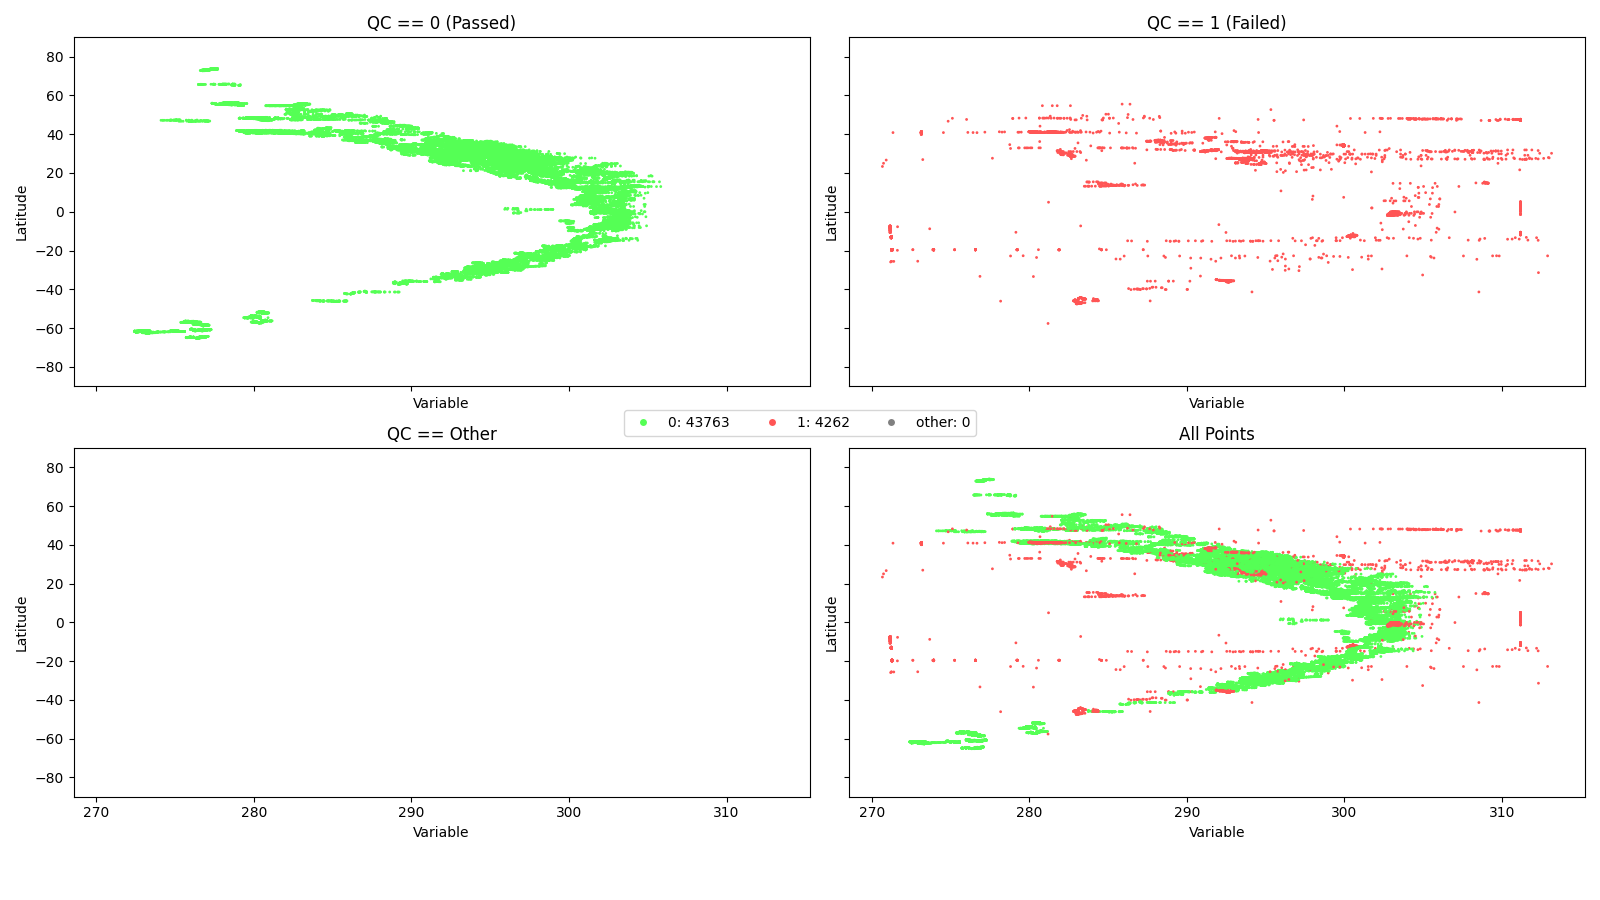 QC == 0 (Passed)
QC == 1 (Failed)
80
60
40
20
0
−20
−40
−60
−80
Latitude
Latitude
Variable
Variable
0: 43763
1: 4262
other: 0
QC == Other
All Points
80
60
40
20
0
−20
−40
−60
−80
Latitude
Latitude
270
280
290
300
310
270
280
290
300
310
Variable
Variable